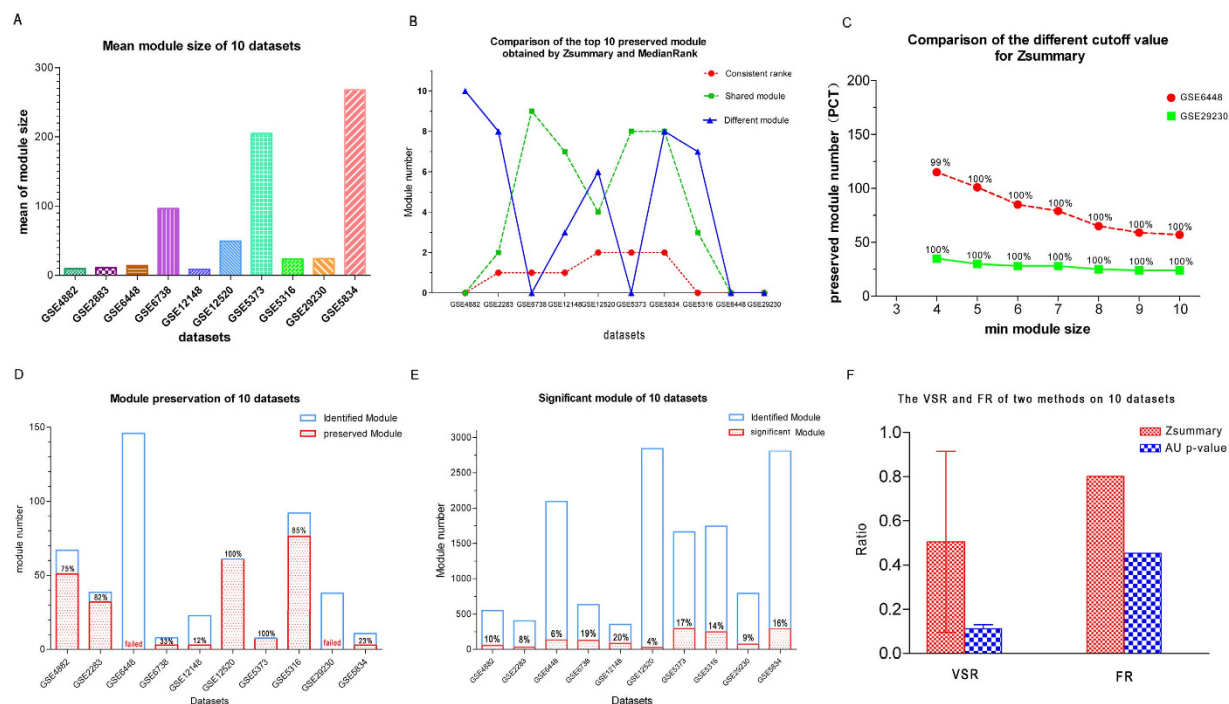 A
Mean module size of 10 datasets
mean of module size
300
200
100
0
GSE4882
GSE2883
GSE6448
GSE6738
GSE12148
GSE12520
GSE5373
GSE5316
GSE29230
GSE5834
datasets
B
Comparison of the top 10 preserved module
obtained by Zsummary and MedianRank
Consistent ranke
Shared module
Different module
Module number
10
8
6
4
2
0
GSE4882
GSE2283
GSE6738
GSE12148
GSE12520
GSE5373
GSE5834
GSE5316
GSE6448
GSE29230
datasets
C
Comparison of the different cutoff value
for Zsummary
GSE6448
GSE29230
preserved module number (PCT)
200
150
100
50
0
99%
100%
100%
100%
100%
100%
100%
100%
100%
100%
100%
100%
100%
100%
3 4 5 6 7 8 9 10
min module size
D
Module preservation of 10 datasets
Identified Module
preserved Module
module number
150
100
50
0
75%
82%
failed
33%
12%
100%
100%
85%
failed
23%
GSE4882
GSE2283
GSE6448
GSE6738
GSE12148
GSE12520
GSE5373
GSE5316
GSE29230
GSE5834
Datasets
E
Significant module of 10 datasets
Identified Module
significant Module
Module number
3000
2500
2000
1500
1000
500
0
10%
8%
6%
19%
20%
4%
17%
14%
9%
16%
GSE4882
GSE2283
GSE6448
GSE6738
GSE12148
GSE12520
GSE5373
GSE5316
GSE29230
GSE5834
Datasets
F
The VSR and FR of two methods on 10 datasets
Zsummary
AU p-value
Ratio
1.0
0.8
0.6
0.4
0.2
0.0
VSR
FR